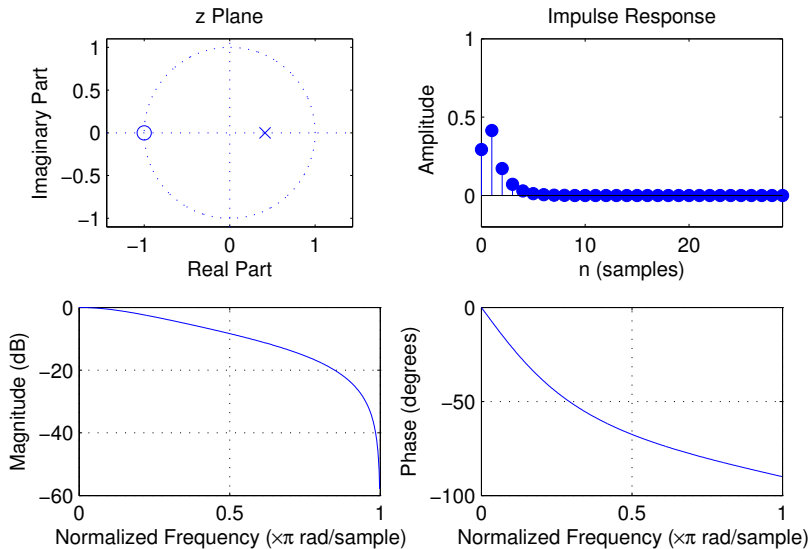 z Plane
Imaginary Part
1
0.5
0
−0.5
−1
−1
0
1
Real Part
Impulse Response
Amplitude
1
0.5
0
0
10
20
n (samples)
Magnitude (dB)
0
−20
−40
−60
0
0.5
1
Normalized Frequency (×π rad/sample)
Phase (degrees)
0
−50
−100
0
0.5
1
Normalized Frequency (×π rad/sample)